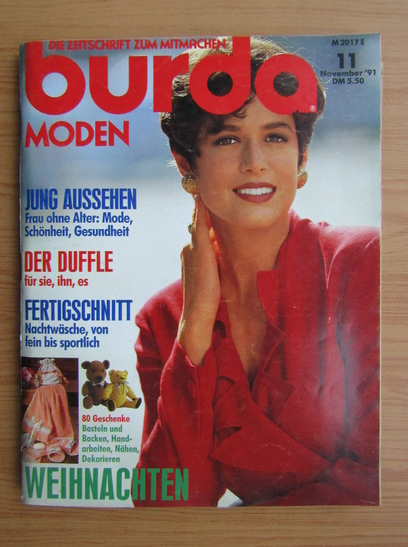 DIE ZEITSCHRIFT ZUM MITMACHEN
M 2017 E
burda®
11
November '91
DM 5.50
MODEN
JUNG AUSSEHEN
Frau ohne Alter: Mode,
Schönheit, Gesundheit
DER DUFFLE
für sie, ihn, es
FERTIGSCHNITT
Nachtwäsche, von
fein bis sportlich
80 Geschenke
Basteln und
Backen, Hand-
arbeiten, Nähen,
Dekorieren
WEIHNACHTEN